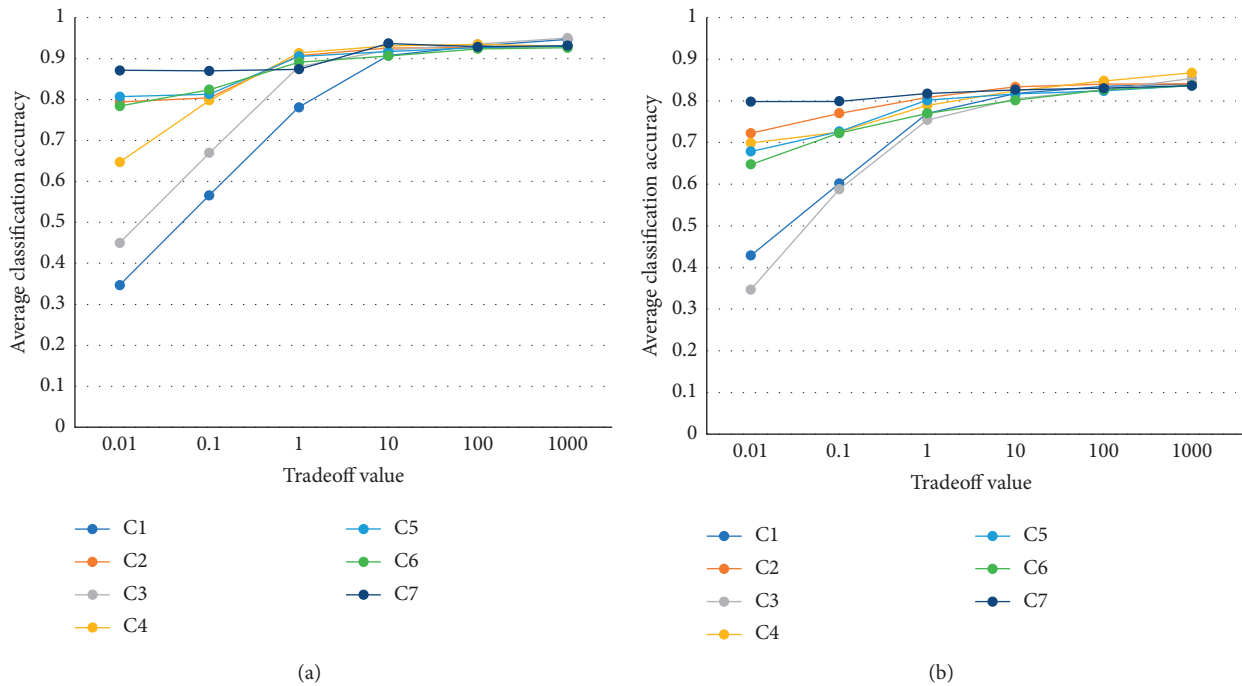 1
0.9
0.8
0.7
0.6
0.5
0.4
0.3
0.2
0.1
0
Average classification accuracy
0.01 0.1 1 10 100 1000
Tradeoff value
C1 C5
C2 C6
C3 C7
C4
(a)
1
0.9
0.8
0.7
0.6
0.5
0.4
0.3
0.2
0.1
0
Average classification accuracy
0.01 0.1 1 10 100 1000
Tradeoff value
C1 C5
C2 C6
C3 C7
C4
(b)